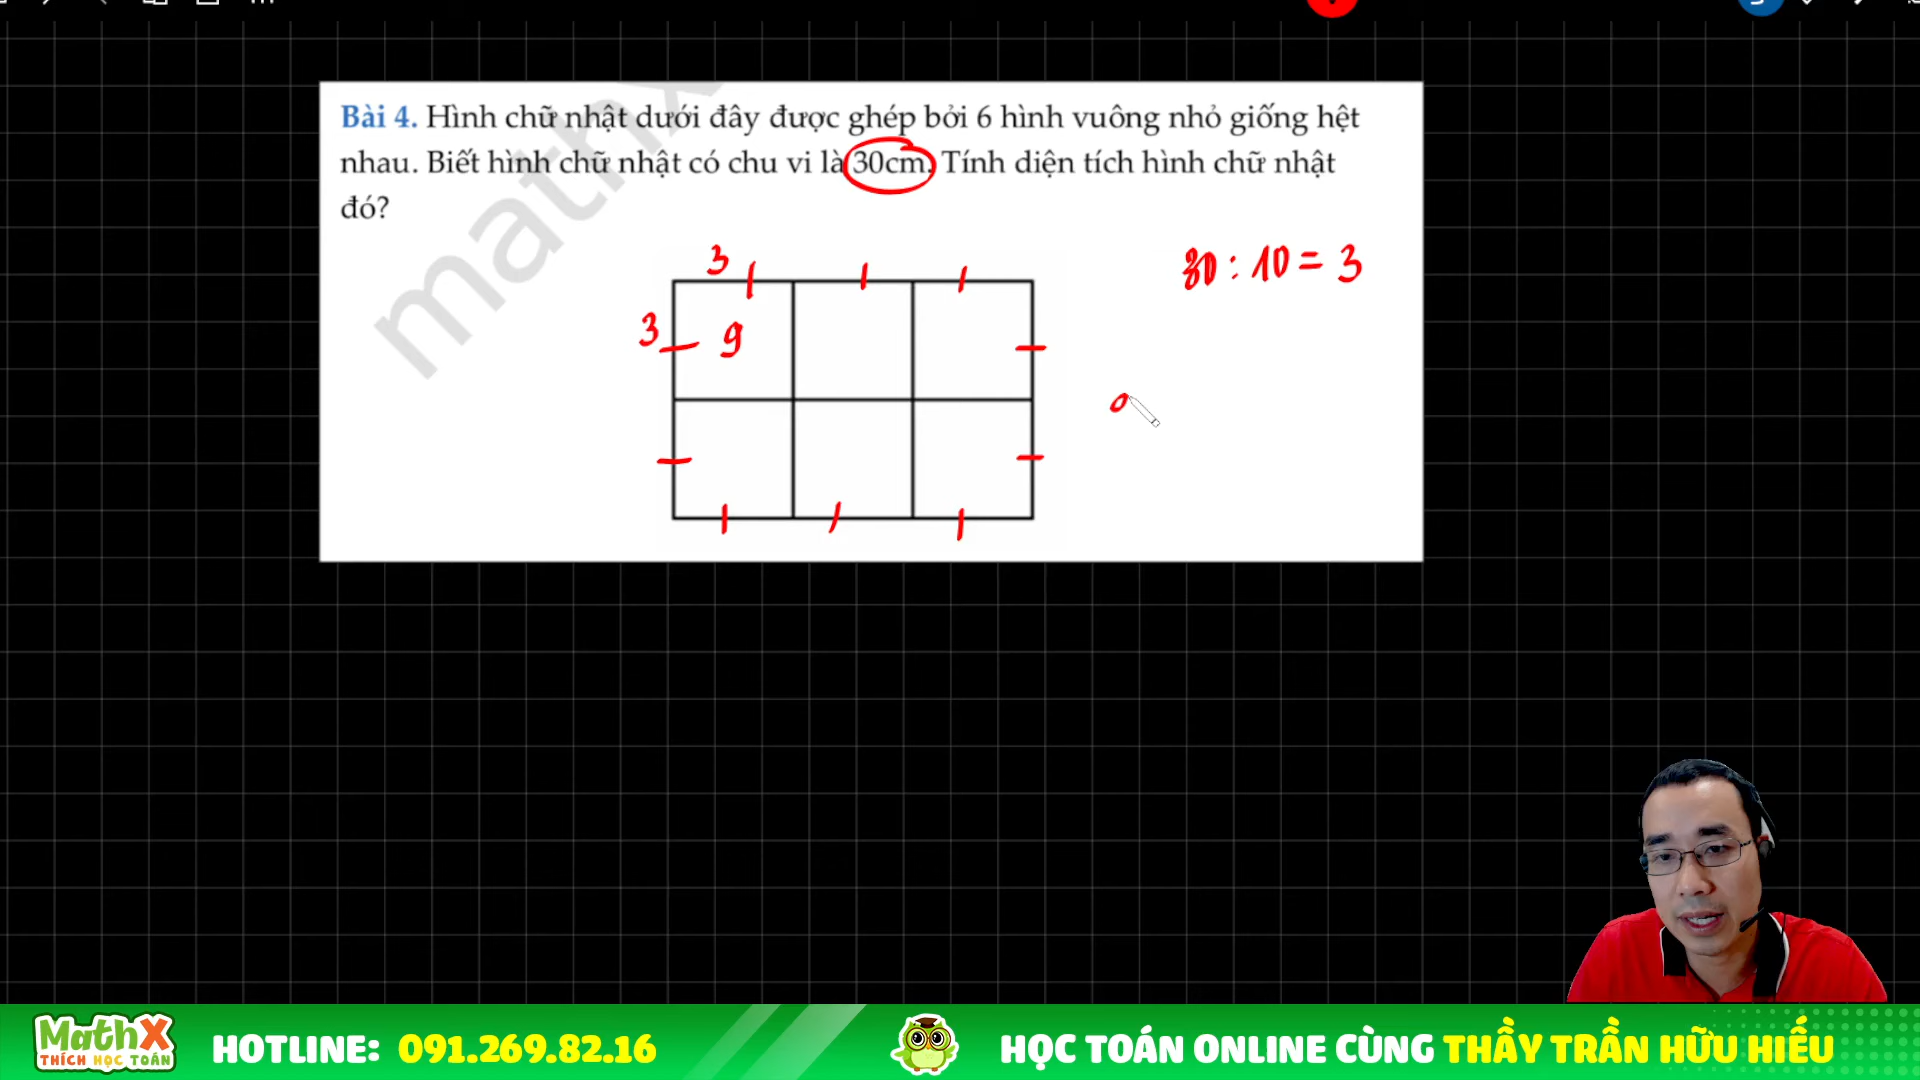 Bài 4. Hình chữ nhật dưới đây được ghép bởi 6 hình vuông nhỏ giống hệt
nhau. Biết hình chữ nhật có chu vi là 30cm. Tính diện tích hình chữ nhật
đó?
mathx
3
30 : 10 = 3
3
9
MathX
THÍCH HỌC TOÁN
HOTLINE: 091.269.82.16
HỌC TOÁN ONLINE CÙNG THẦY TRẦN HỮU HIẾU